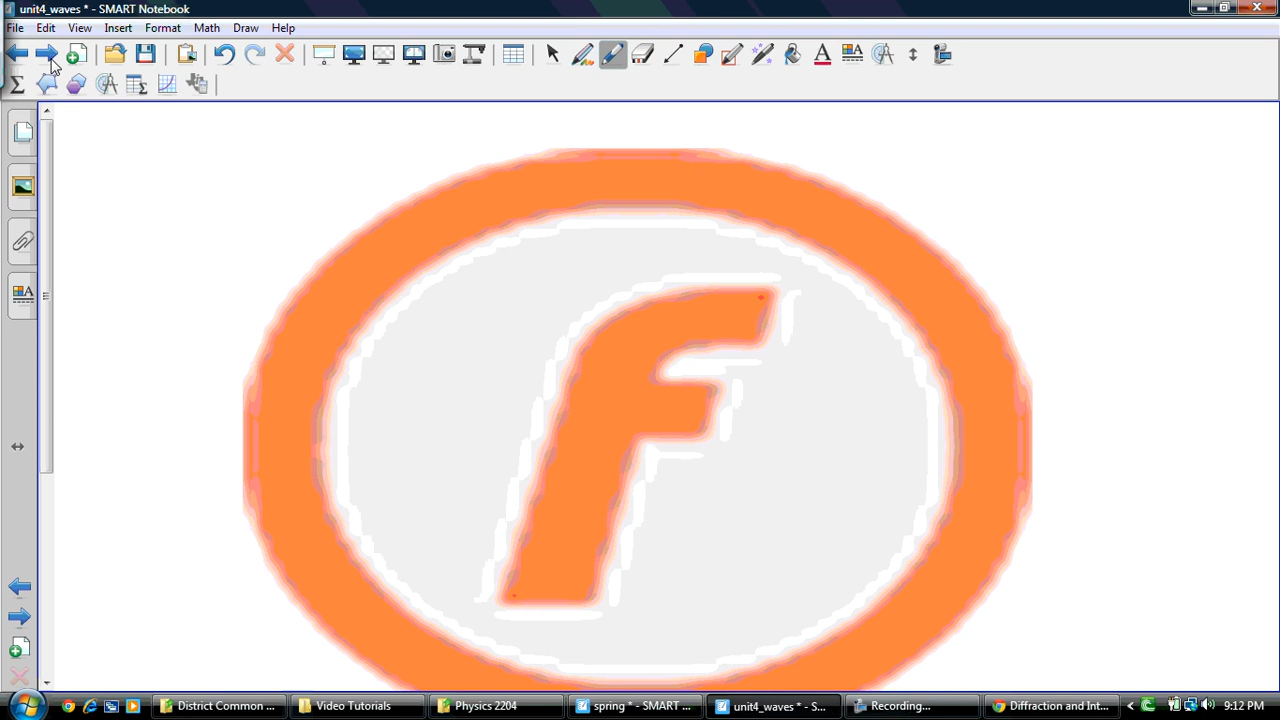 unit4_waves * - SMART Notebook
File Edit View Insert Format Math Draw Help
f
District Common ... Video Tutorials Physics 2204 spring * - SMART ... unit4_waves * - S... Recording... Diffraction and Int... 9:12 PM